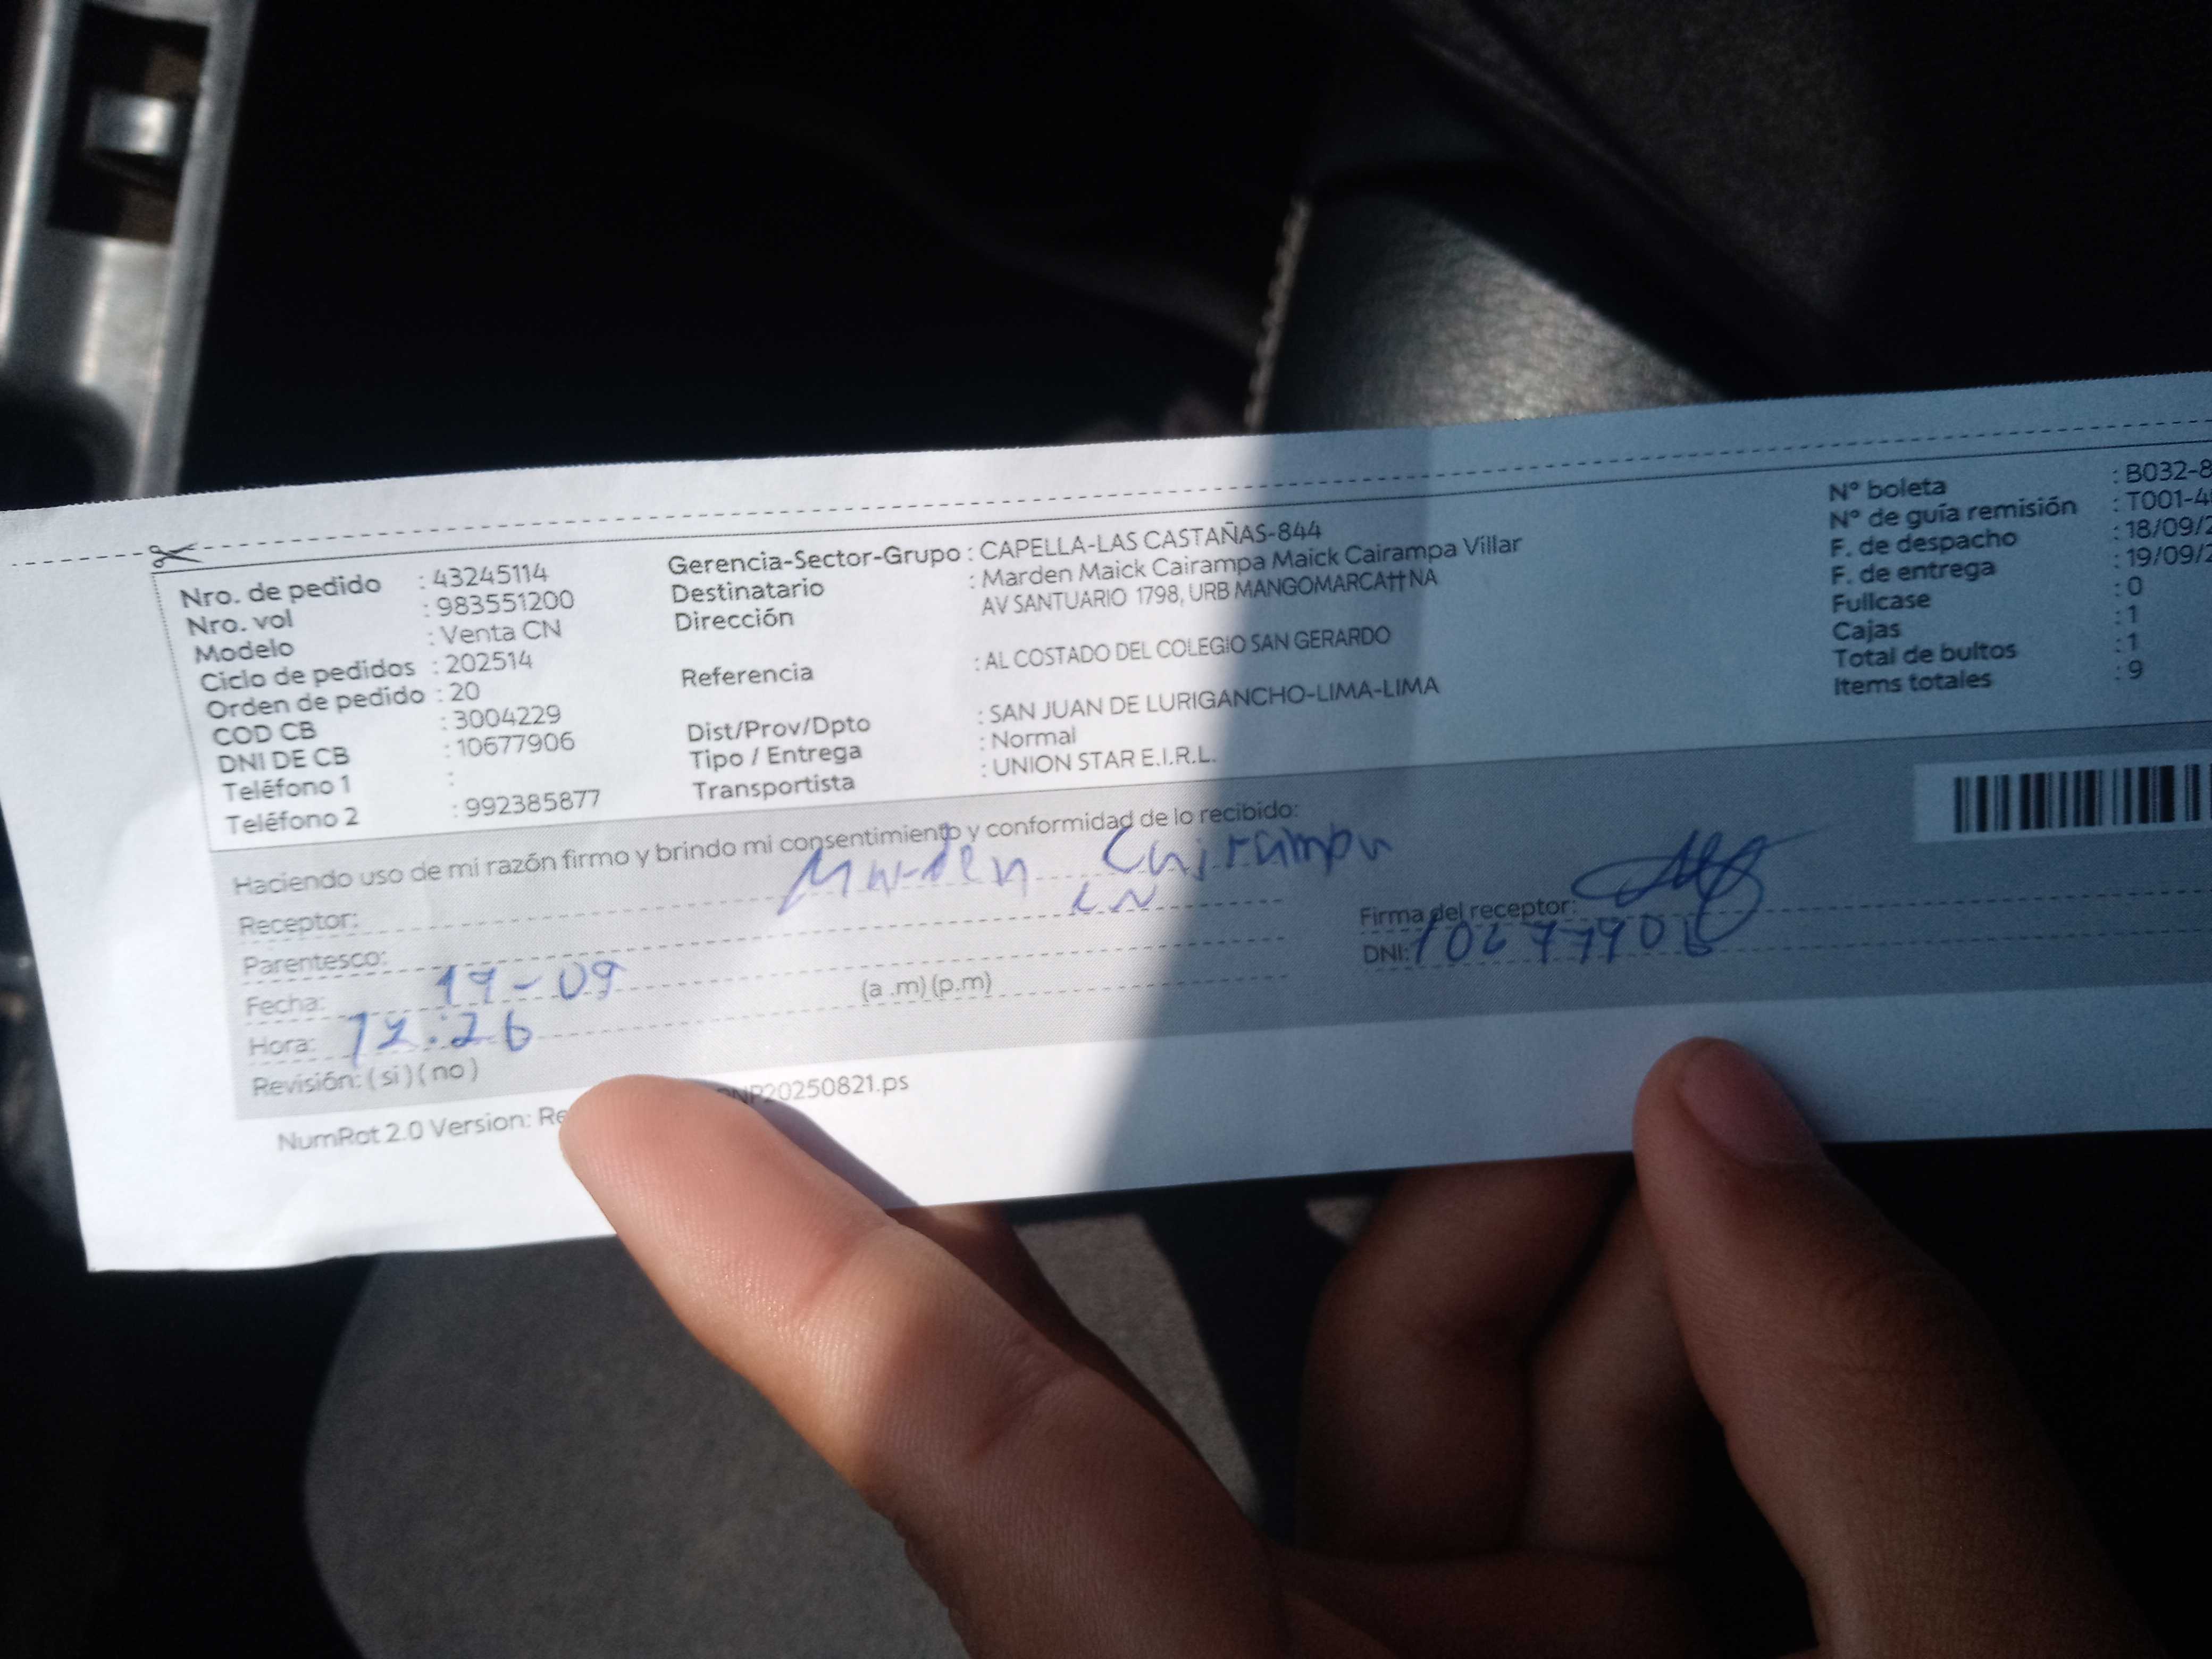 Nro. de pedido : 43245114
Nro. vol : 983551200
Modelo : Venta CN
Ciclo de pedidos : 202514
Orden de pedido : 20
COD CB : 3004229
DNI DE CB : 10677906
Teléfono 1 :
Teléfono 2 : 992385877
Gerencia-Sector-Grupo : CAPELLA-LAS CASTAÑAS-844
Destinatario : Marden Maick Cairampa Maick Cairampa Villar
Dirección AV SANTUARIO 1798, URB MANGOMARCA††NA
Referencia : AL COSTADO DEL COLEGIO SAN GERARDO
Dist/Prov/Dpto : SAN JUAN DE LURIGANCHO-LIMA-LIMA
Tipo / Entrega : Normal
Transportista : UNION STAR E.I.R.L.
N° boleta : B032-8
N° de guía remisión : T001-4
F. de despacho : 18/09/2
F. de entrega : 19/09/2
Fullcase : 0
Cajas : 1
Total de bultos : 1
Items totales : 9
Haciendo uso de mi razón firmo y brindo mi consentimiento y conformidad de lo recibido:
Receptor: Marden Cairampa
Parentesco: CN
Fecha: 19-09
Hora: 12:26 (a .m) (p.m)
Revisión: ( si ) ( no )
Firma del receptor:
DNI: 10677906
NumRot 2.0 Version: Re
20250821.ps